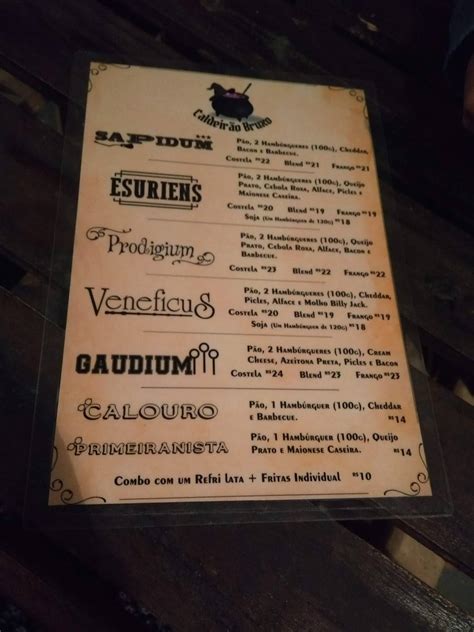 Caldeirão Bruxo
SAPIDUM
Pão, 2 Hambúrgueres (100g), Cheddar,
Bacon e Barbecue.
Costela R$22 Blend R$21 Frango R$21
ESURIENS
Pão, 2 Hambúrgueres (100g), Queijo
Prato, Cebola Roxa, Alface, Picles e
Maionese Caseira.
Costela R$20 Blend R$19 Frango R$19
Soja (Um Hambúrguer de 120g) R$18
Prodigium
Pão, 2 Hambúrgueres (100g), Queijo
Prato, Cebola Roxa, Alface, Bacon e
Barbecue.
Costela R$23 Blend R$22 Frango R$22
Veneficus
Pão, 2 Hambúrgueres (100g), Cheddar,
Picles, Alface e Molho Billy Jack.
Costela R$20 Blend R$19 Frango R$19
Soja (Um Hambúrguer de 120g) R$18
GAUDIUM
Pão, 2 Hambúrgueres (100g), Cream
Cheese, Azeitona Preta, Picles e Bacon
Costela R$24 Blend R$23 Frango R$23
CALOURO
Pão, 1 Hambúrguer (100g), Cheddar
e Barbecue. R$14
PRIMEIRANISTA
Pão, 1 Hambúrguer (100g), Queijo
Prato e Maionese Caseira. R$14
Combo com um Refri Lata + Fritas Individual R$10